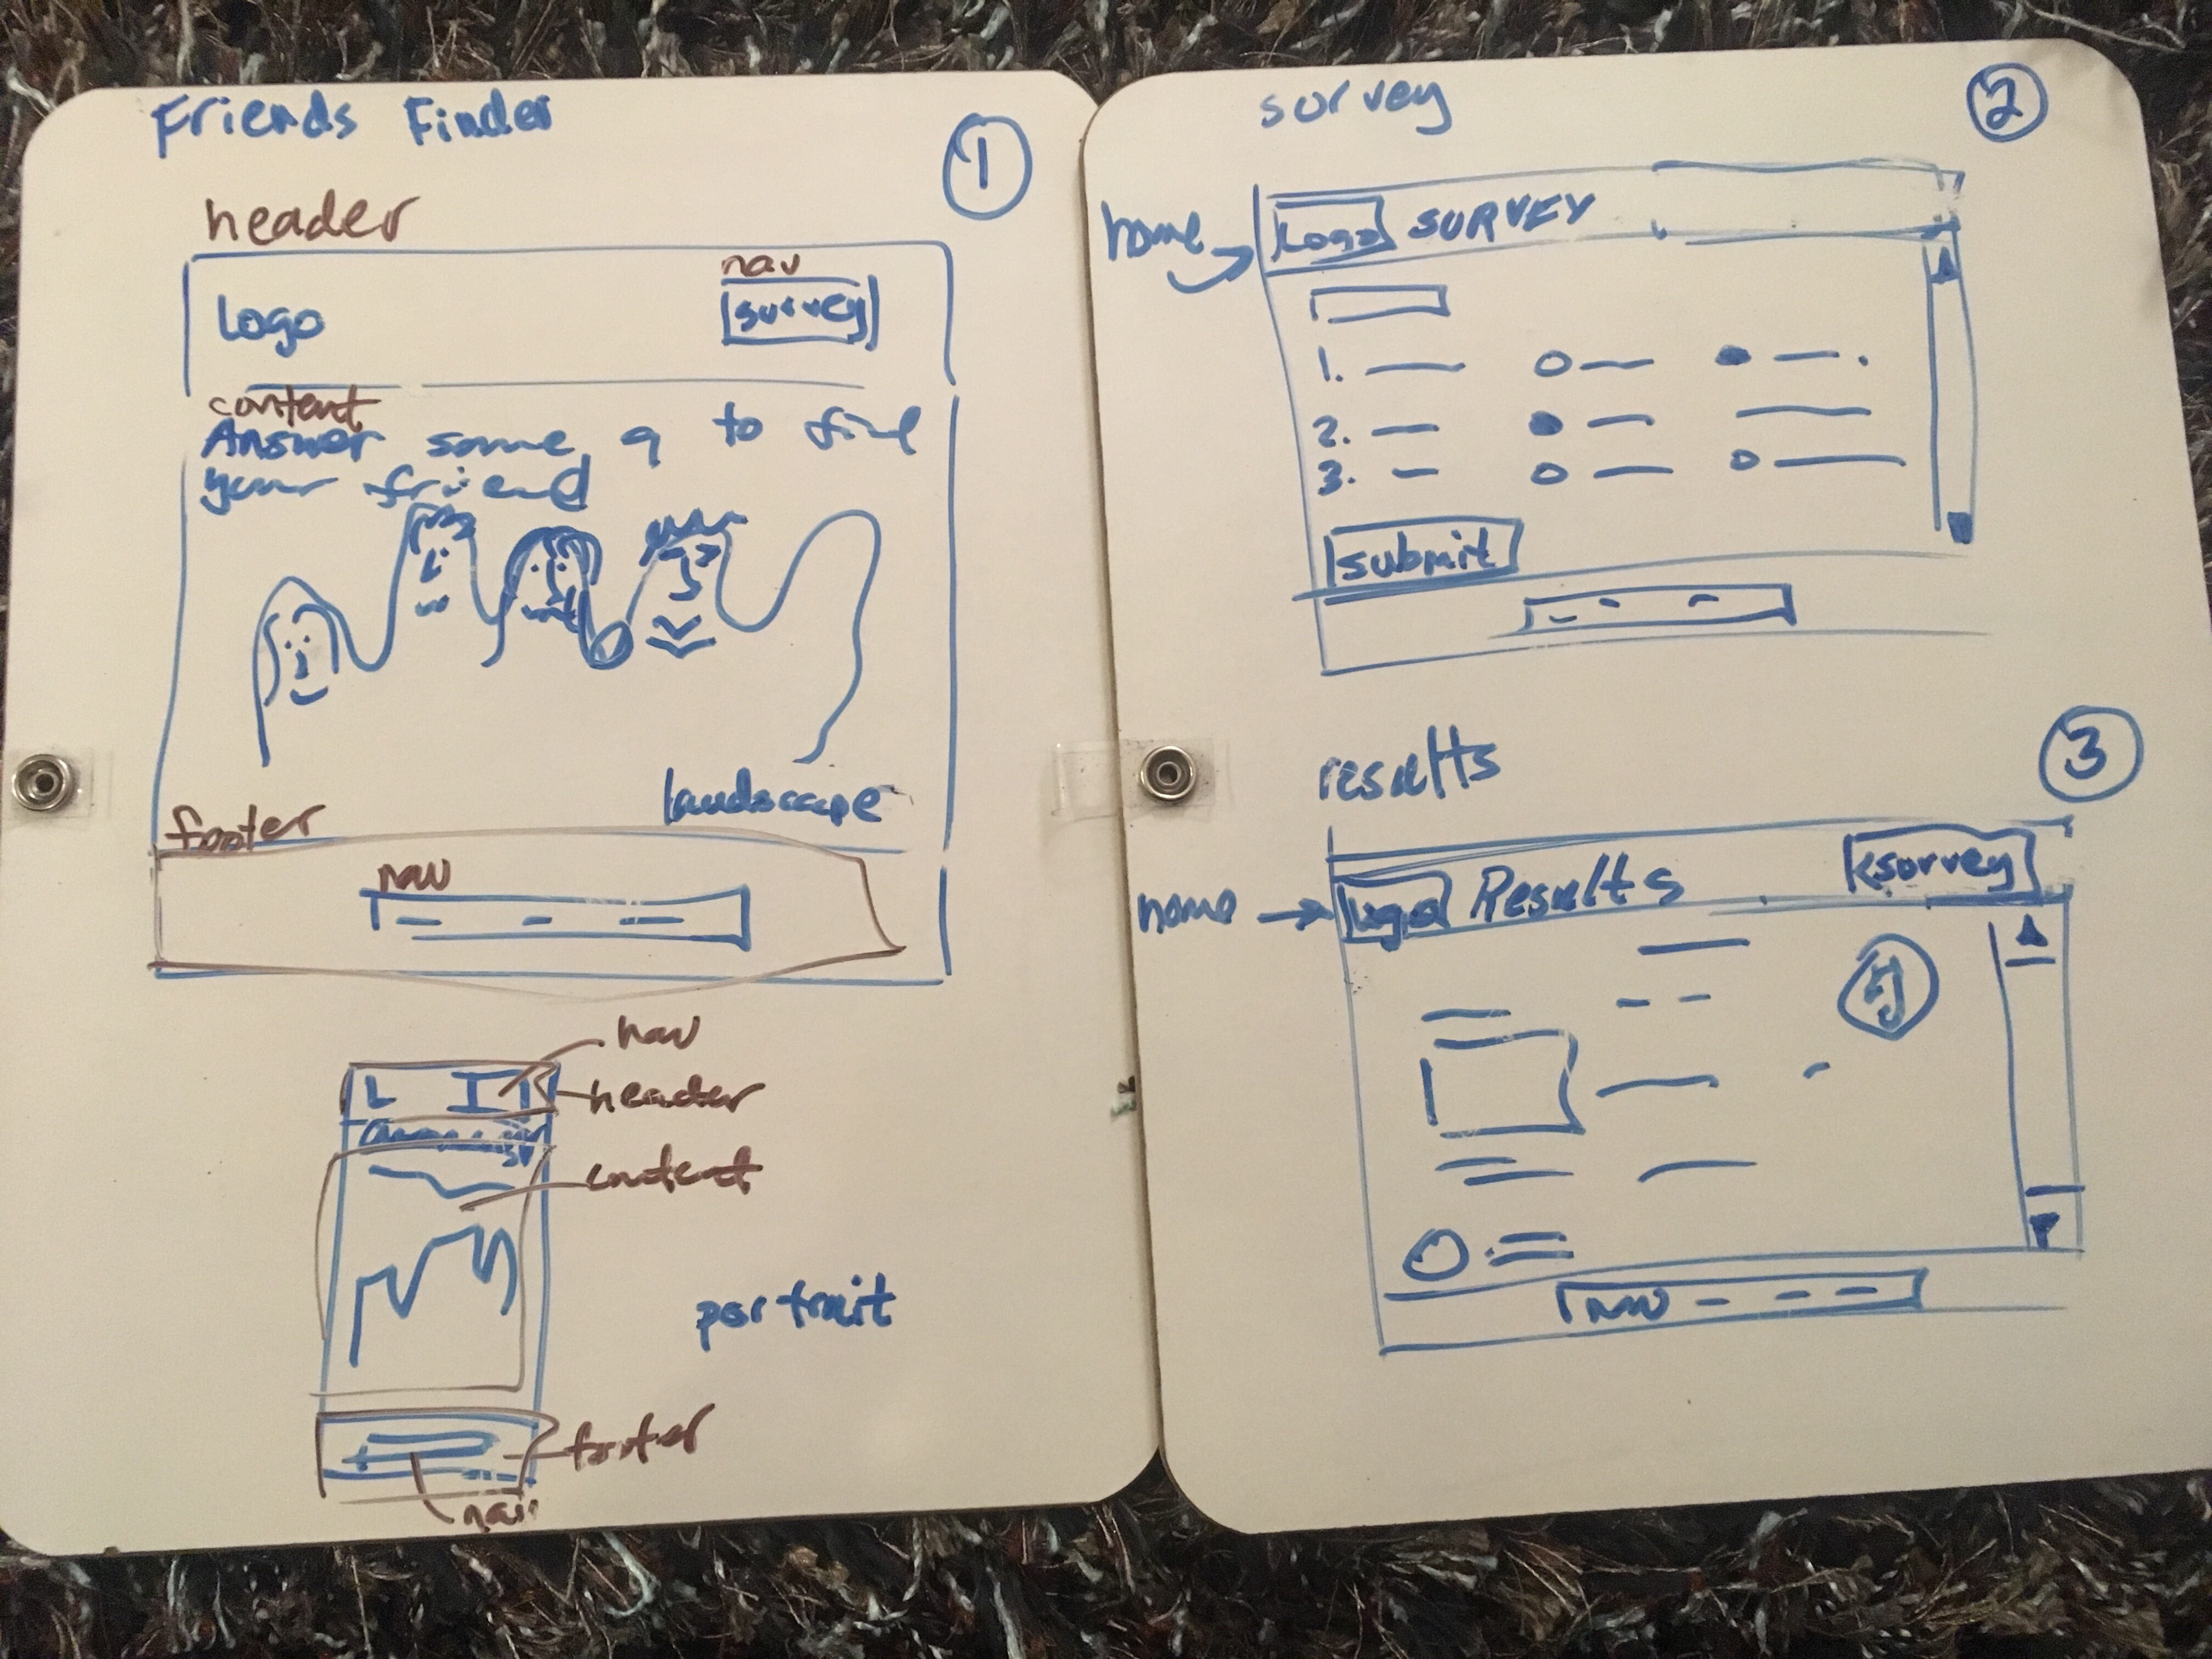 Friends Finder
1
header
nav
Logo
survey
content
Answer some q to find
your friend
landscape
footer
nav
nav
L
header
content
portrait
footer
nav
survey
2
home
Logo
SURVEY
1.
2.
3.
submit
results
3
survey
home
Logo
Results
nav